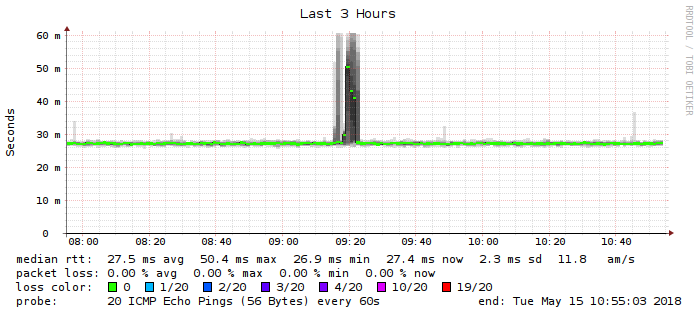 Last 3 Hours
RRDTOOL / TOBI OETIKER
Seconds
60 m
50 m
40 m
30 m
20 m
10 m
0
08:00 08:20 08:40 09:00 09:20 09:40 10:00 10:20 10:40
median rtt: 27.5 ms avg 50.4 ms max 26.9 ms min 27.4 ms now 2.3 ms sd 11.8 am/s
packet loss: 0.00 % avg 0.00 % max 0.00 % min 0.00 % now
loss color: 0 1/20 2/20 3/20 4/20 10/20 19/20
probe: 20 ICMP Echo Pings (56 Bytes) every 60s end: Tue May 15 10:55:03 2018